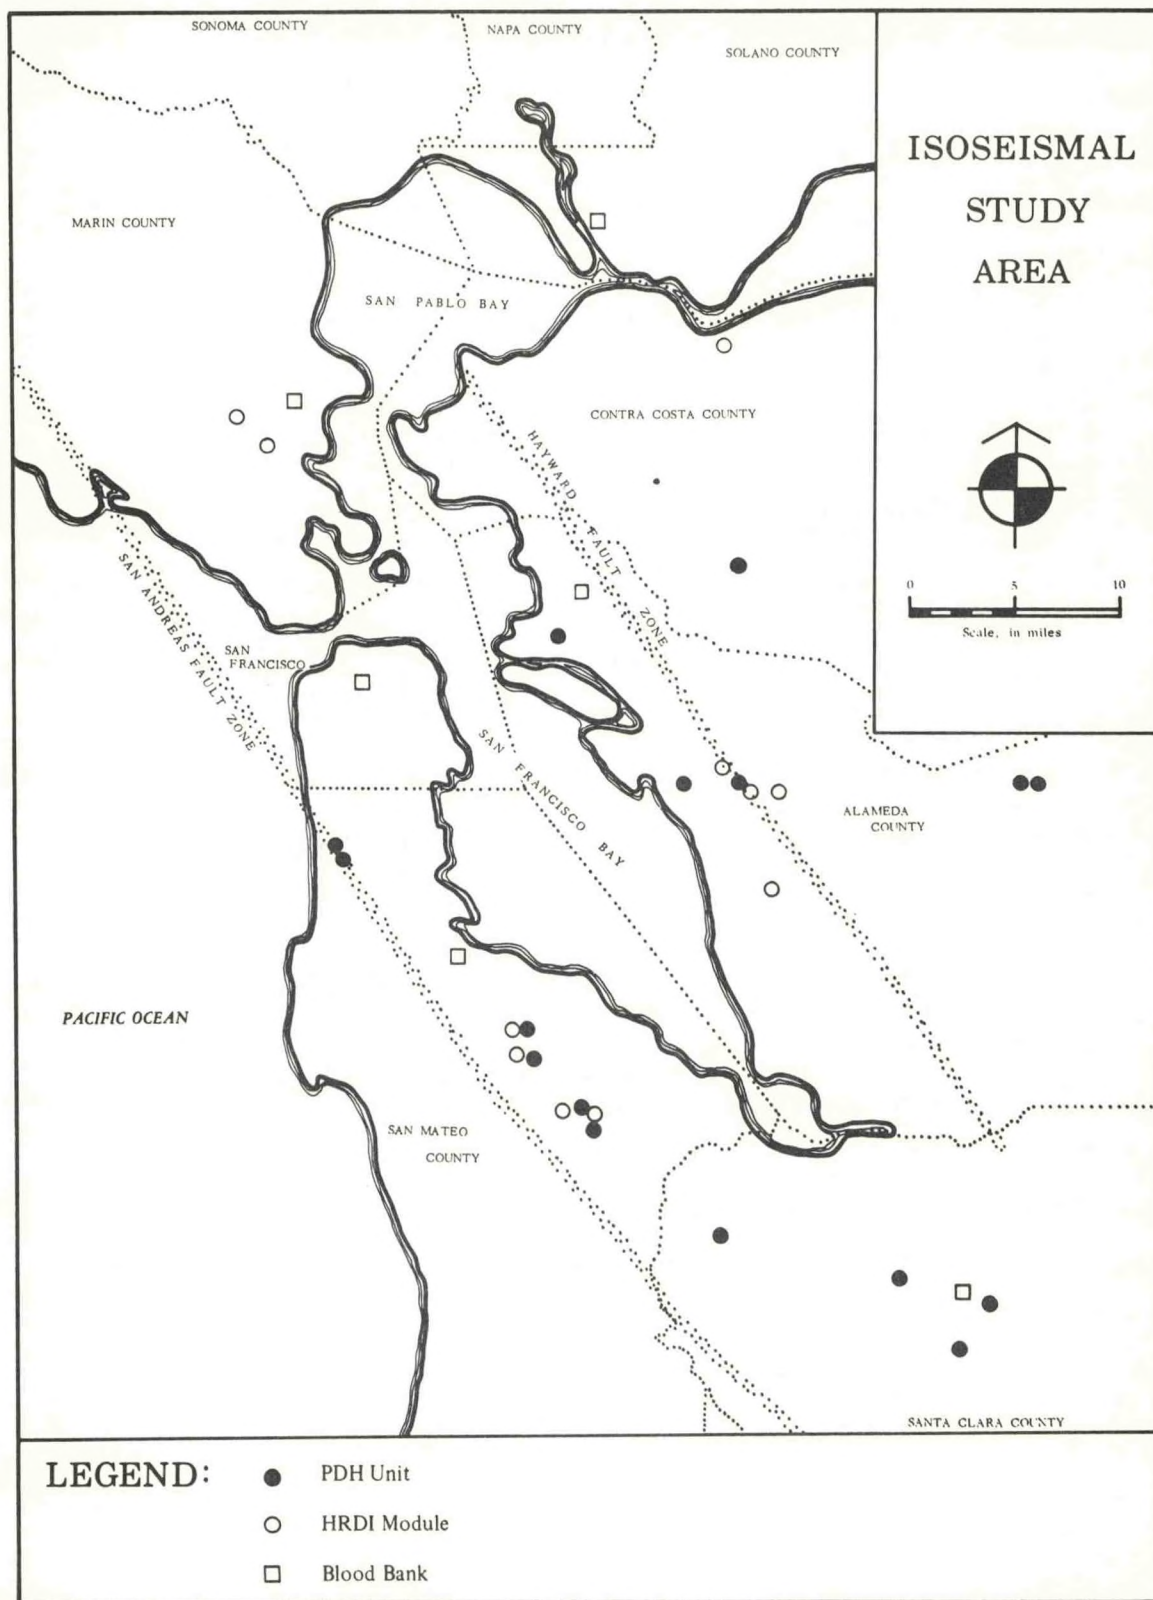 SONOMA COUNTY
NAPA COUNTY
SOLANO COUNTY
ISOSEISMAL
STUDY
AREA
MARIN COUNTY
SAN PABLO BAY
CONTRA COSTA COUNTY
HAYWARD FAULT ZONE
0 5 10
Scale, in miles
SAN ANDREAS FAULT ZONE
SAN
FRANCISCO
SAN FRANCISCO BAY
ALAMEDA
COUNTY
PACIFIC OCEAN
SAN MATEO
COUNTY
SANTA CLARA COUNTY
LEGEND:
PDH Unit
HRDI Module
Blood Bank